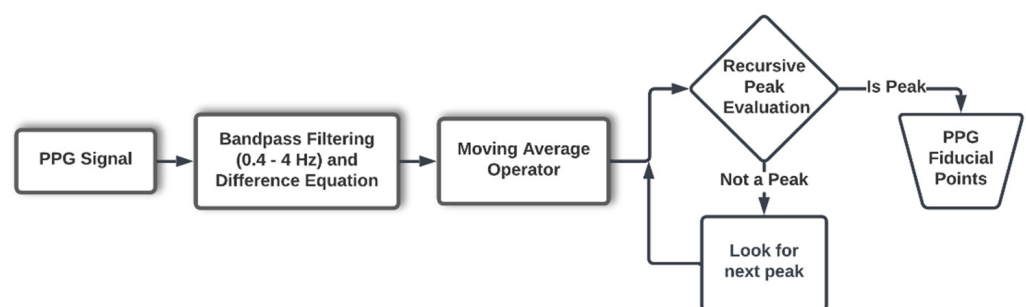 PPG Signal
Bandpass Filtering
(0.4 - 4 Hz) and
Difference Equation
Moving Average
Operator
Recursive
Peak
Evaluation
Is Peak
PPG
Fiducial
Points
Not a Peak
Look for
next peak